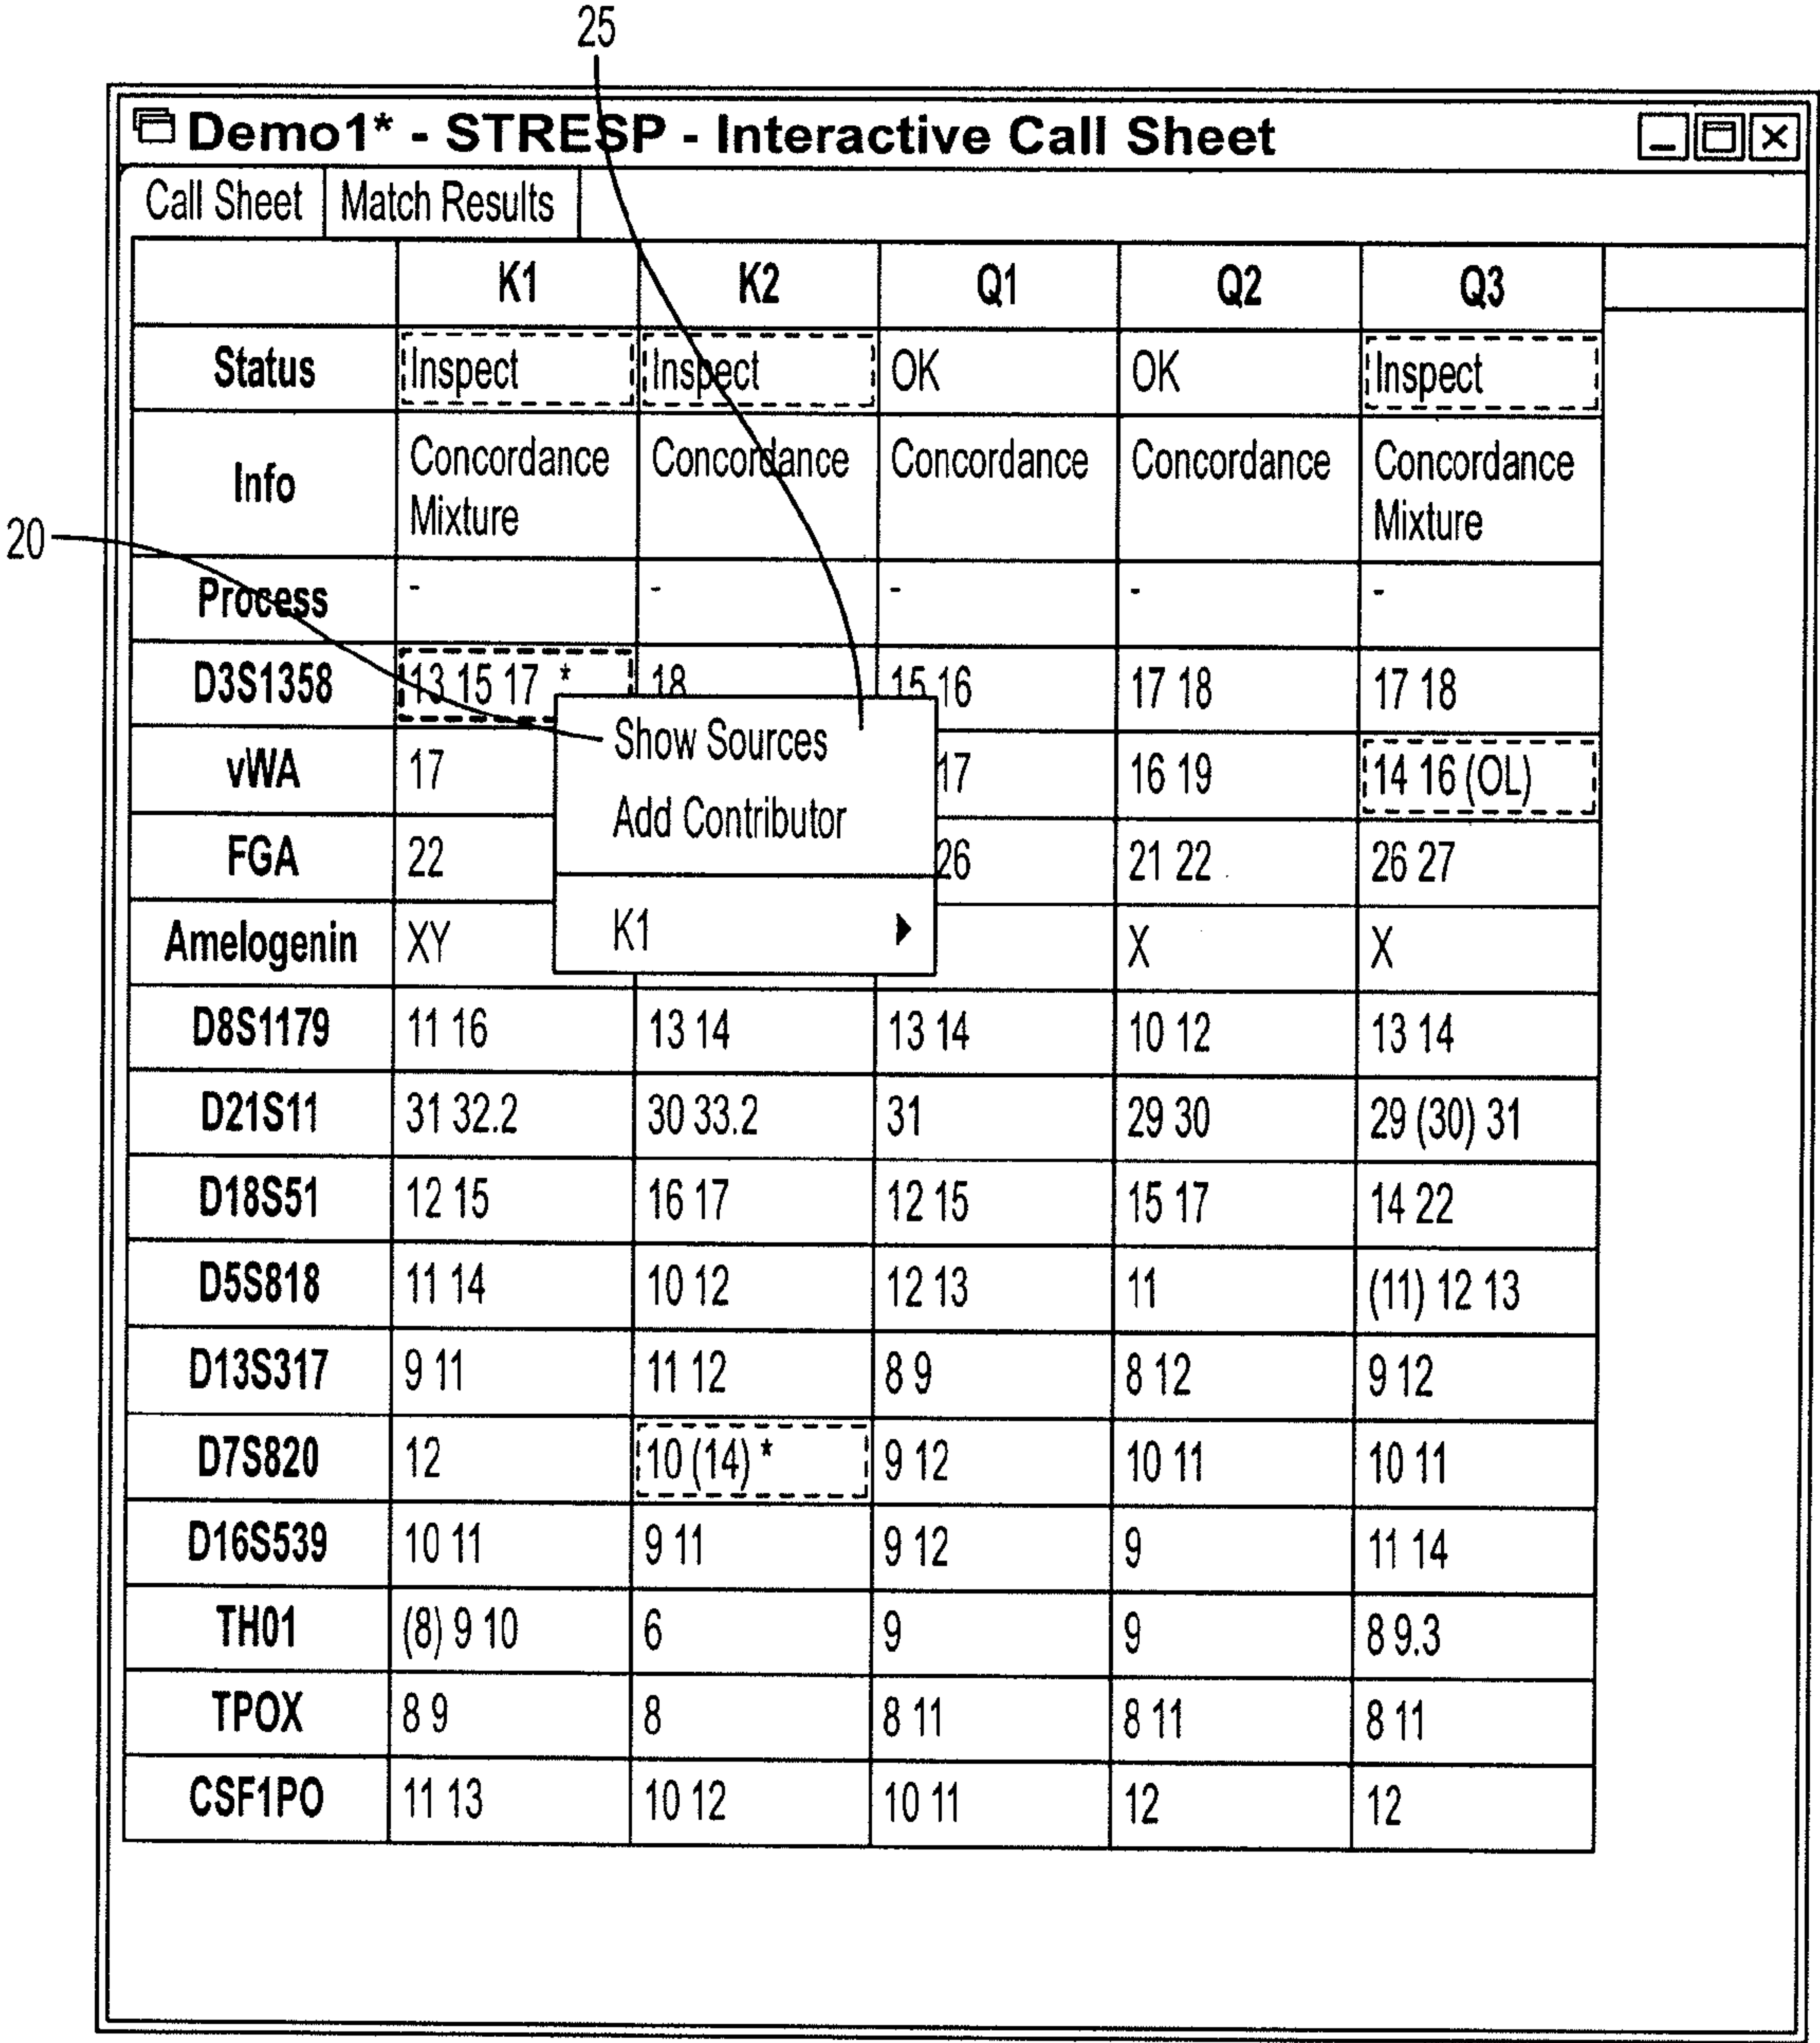 25
Demo1* - STRESP - Interactive Call Sheet
Call Sheet Match Results
K1 K2 Q1 Q2 Q3
Status Inspect Inspect OK OK Inspect
Info Concordance Mixture Concordance Concordance Concordance Concordance Mixture
20
Process - - - - -
D3S1358 13 15 17 * 18 15 16 17 18 17 18
Show Sources
vWA 17 17 16 19 14 16 (OL)
Add Contributor
FGA 22 26 21 22 26 27
K1
Amelogenin XY X X
D8S1179 11 16 13 14 13 14 10 12 13 14
D21S11 31 32.2 30 33.2 31 29 30 29 (30) 31
D18S51 12 15 16 17 12 15 15 17 14 22
D5S818 11 14 10 12 12 13 11 (11) 12 13
D13S317 9 11 11 12 8 9 8 12 9 12
D7S820 12 10 (14) * 9 12 10 11 10 11
D16S539 10 11 9 11 9 12 9 11 14
TH01 (8) 9 10 6 9 9 8 9.3
TPOX 8 9 8 8 11 8 11 8 11
CSF1PO 11 13 10 12 10 11 12 12